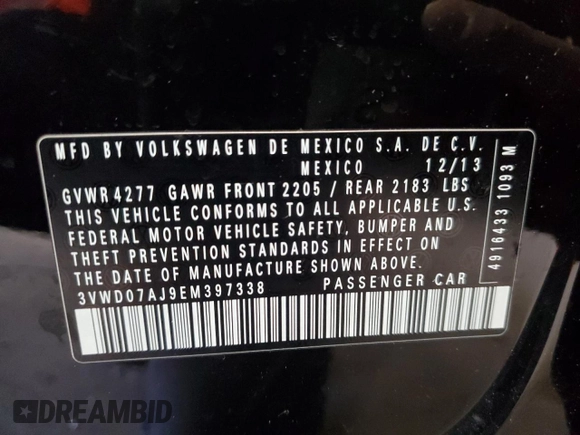 MFD BY VOLKSWAGEN DE MEXICO S.A. DE C.V.
MEXICO 12/13
GVWR 4277 GAWR FRONT 2205 / REAR 2183 LBS
THIS VEHICLE CONFORMS TO ALL APPLICABLE U.S.
FEDERAL MOTOR VEHICLE SAFETY, BUMPER AND
THEFT PREVENTION STANDARDS IN EFFECT ON
THE DATE OF MANUFACTURE SHOWN ABOVE.
3VWD07AJ9EM397338 PASSENGER CAR
4916433 1093 M
DREAMBID